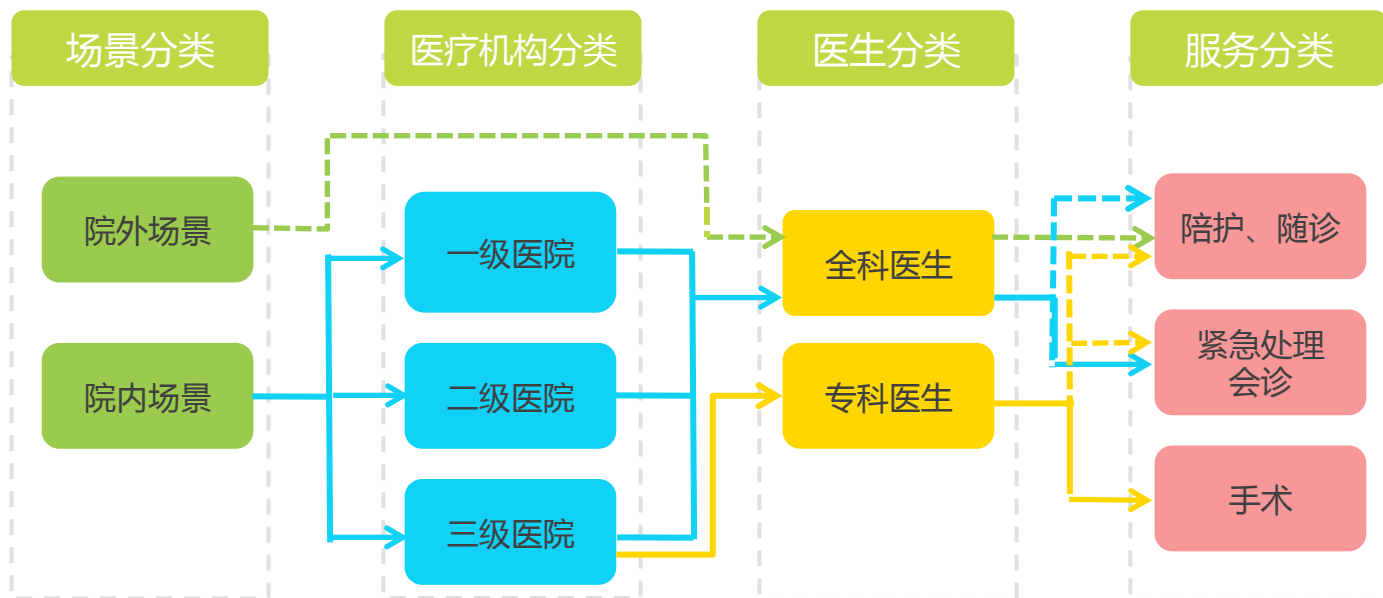 场景分类
医疗机构分类
医生分类
服务分类
院外场景
院内场景
一级医院
二级医院
三级医院
全科医生
专科医生
陪护、随诊
紧急处理
会诊
手术